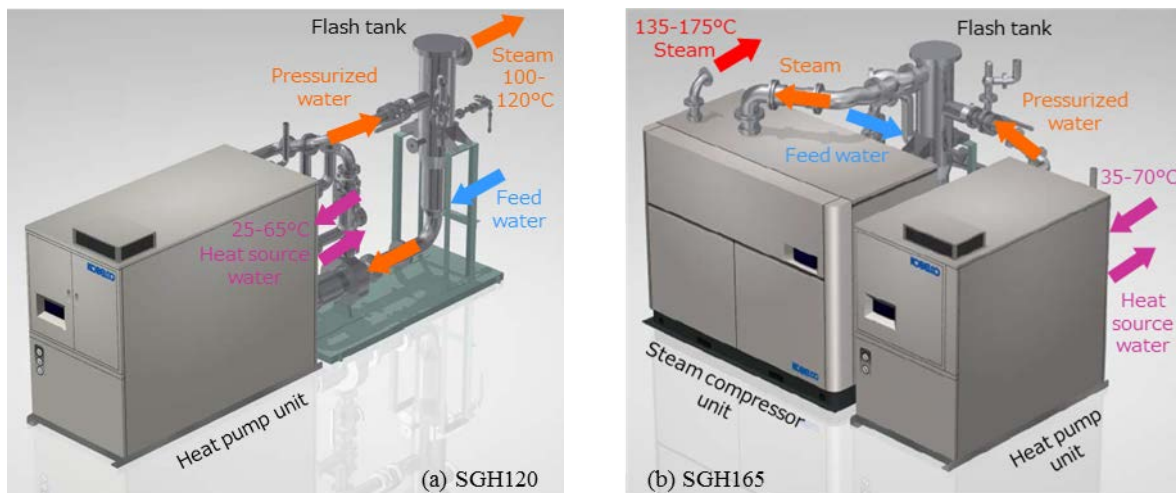 Flash tank
Steam
100-
120°C
Pressurized
water
25-65°C
Heat source
water
Feed
water
KOBELCO
Heat pump unit
(a) SGH120
135-175°C
Steam
Flash tank
Steam
Pressurized
water
Feed water
35-70°C
KOBELCO
Heat
source
water
Steam compressor
unit
KOBELCO
Heat pump
unit
(b) SGH165